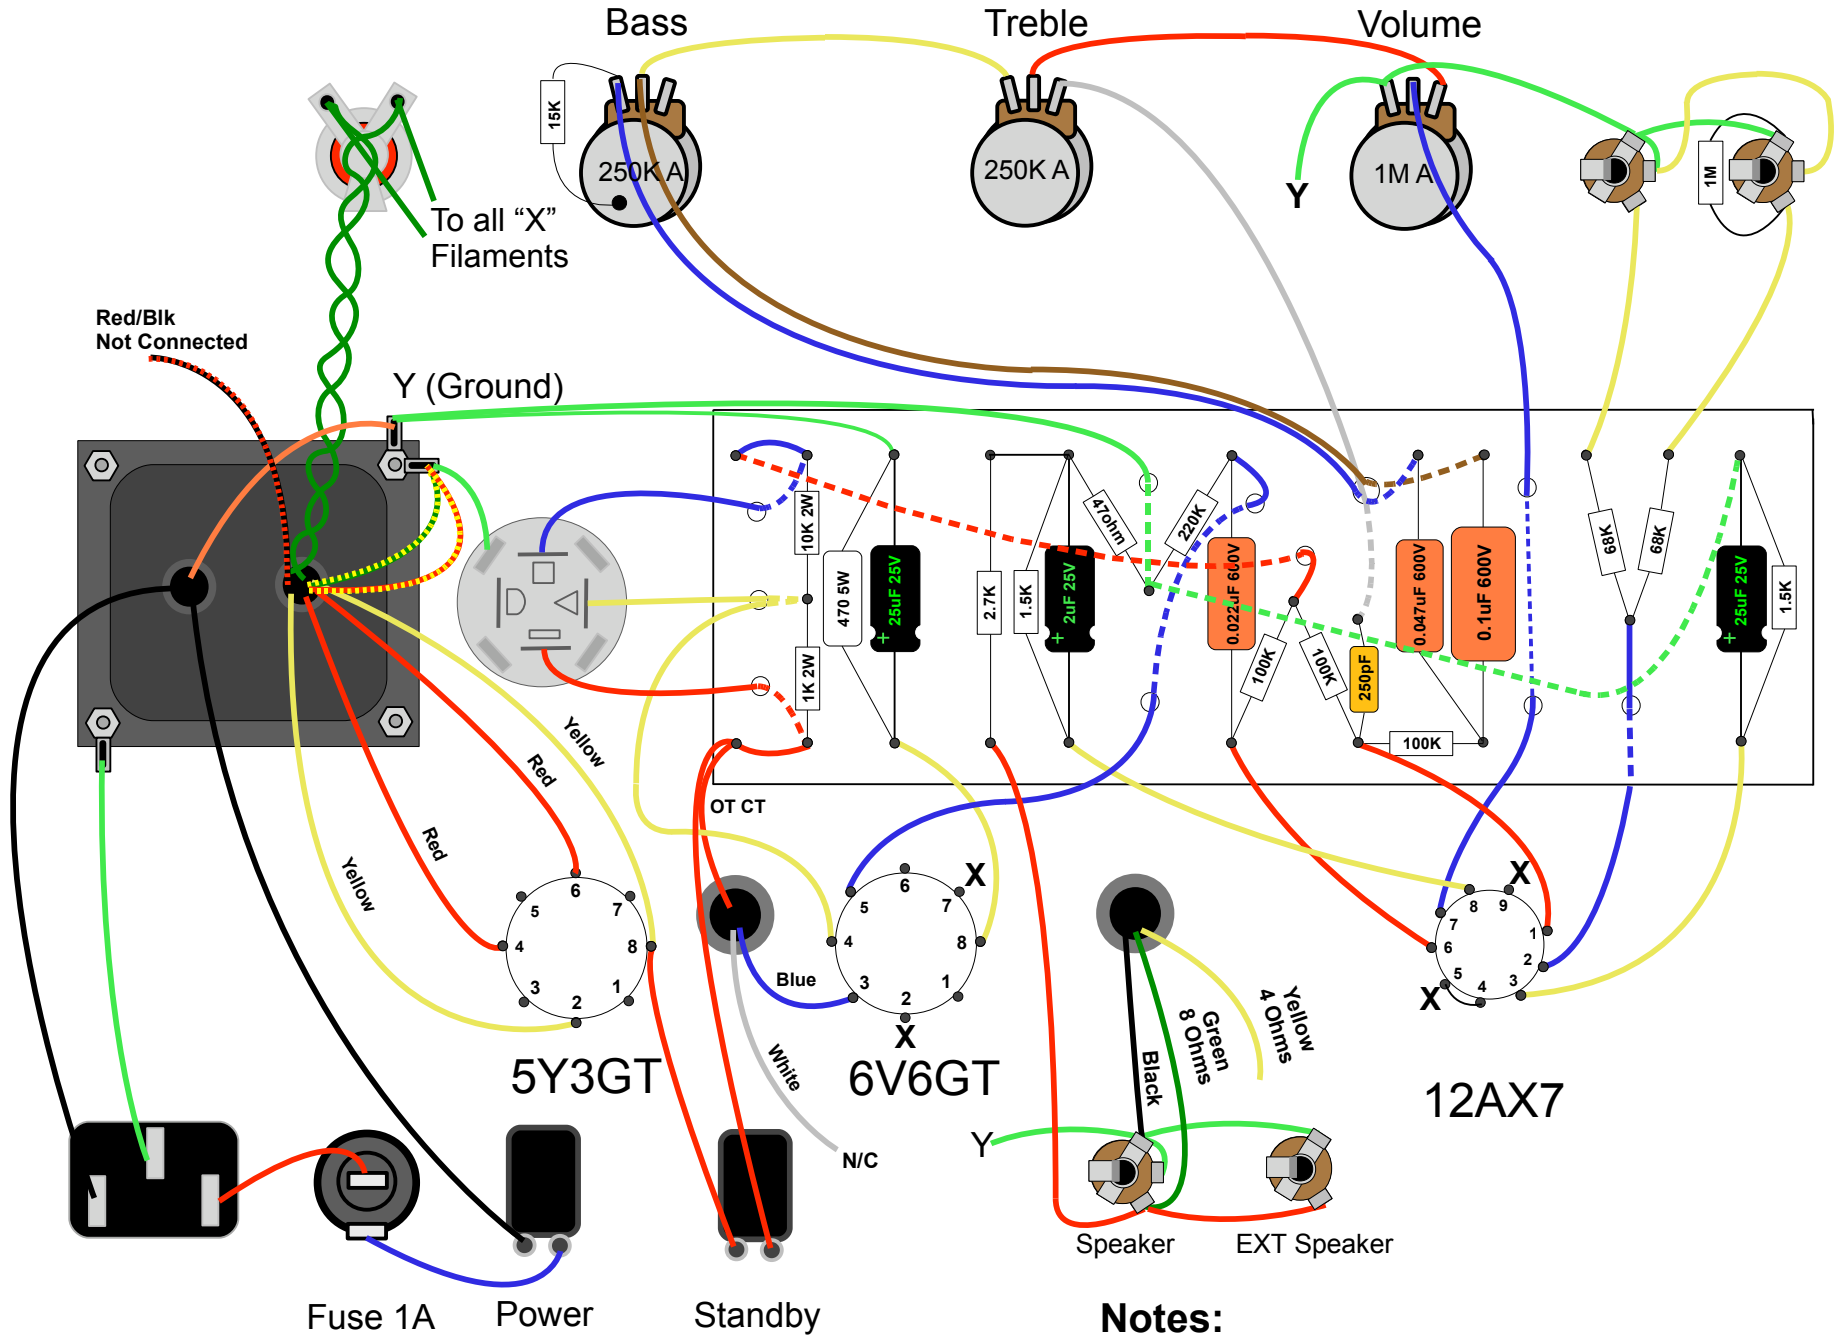 Bass
Treble
Volume
15K
250K A
250K A
1M A
1M
Y
To all “X”
Filaments
Red/Blk
Not Connected
Y (Ground)
10K 2W
470 5W
25uF 25V
+
1K 2W
2.7K
1.5K
2uF 25V
+
47ohm
220K
0.022uF 600V
100K
100K
250pF
0.047uF 600V
0.1uF 600V
100K
68K
68K
25uF 25V
+
1.5K
Yellow
Red
Red
Yellow
OT CT
6
5
7
4
8
3
1
2
5Y3GT
X
6
5
7
4
8
3
1
2
X
6V6GT
Blue
White
N/C
Black
Green
8 Ohms
Yellow
4 Ohms
X
8
9
7
1
6
2
5
4
3
X
12AX7
Y
Speaker
EXT Speaker
Fuse 1A
Power
Standby
Notes: